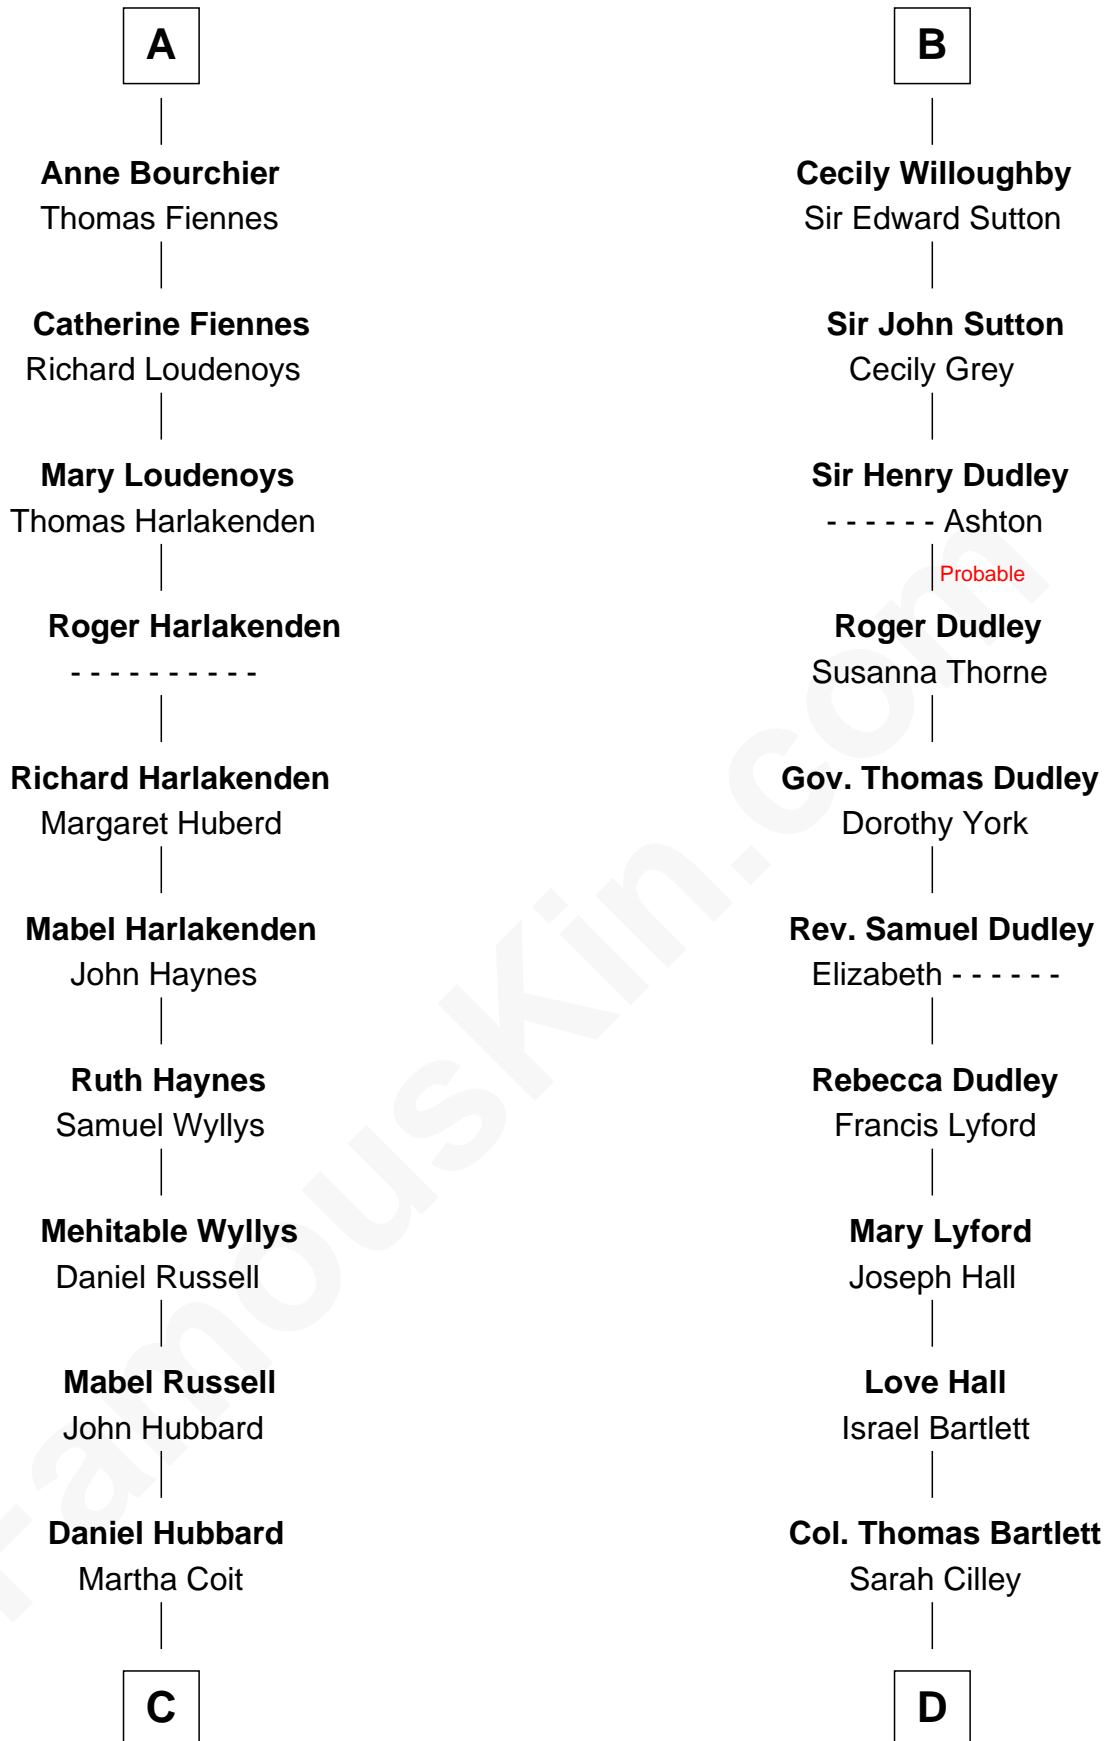 A
Anne Bourchier
Thomas Fiennes
Catherine Fiennes
Richard Loudenoys
Mary Loudenoys
Thomas Harlakenden
Roger Harlakenden
- - - - - - - - - -
Richard Harlakenden
Margaret Huberd
Mabel Harlakenden
John Haynes
Ruth Haynes
Samuel Wyllys
Mehitable Wyllys
Daniel Russell
Mabel Russell
John Hubbard
Daniel Hubbard
Martha Coit
C
B
Cecily Willoughby
Sir Edward Sutton
Sir John Sutton
Cecily Grey
Sir Henry Dudley
- - - - - - Ashton
Probable
Roger Dudley
Susanna Thorne
Gov. Thomas Dudley
Dorothy York
Rev. Samuel Dudley
Elizabeth - - - - - -
Rebecca Dudley
Francis Lyford
Mary Lyford
Joseph Hall
Love Hall
Israel Bartlett
Col. Thomas Bartlett
Sarah Cilley
D
FamousKin.com